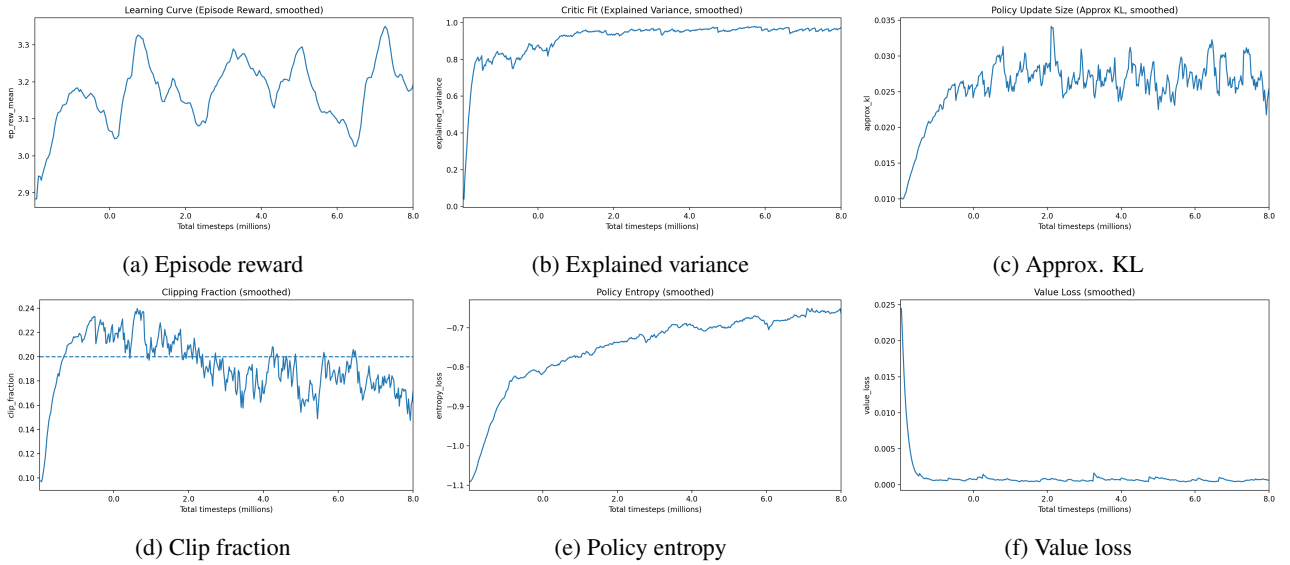 Learning Curve (Episode Reward, smoothed)
3.3
3.2
3.1
3.0
2.9
ep_rew_mean
0.0 2.0 4.0 6.0 8.0
Total timesteps (millions)
(a) Episode reward
Critic Fit (Explained Variance, smoothed)
1.0
0.8
0.6
0.4
0.2
0.0
explained_variance
0.0 2.0 4.0 6.0 8.0
Total timesteps (millions)
(b) Explained variance
Policy Update Size (Approx KL, smoothed)
0.035
0.030
0.025
0.020
0.015
0.010
approx_kl
0.0 2.0 4.0 6.0 8.0
Total timesteps (millions)
(c) Approx. KL
Clipping Fraction (smoothed)
0.24
0.22
0.20
0.18
0.16
0.14
0.12
0.10
clip_fraction
0.0 2.0 4.0 6.0 8.0
Total timesteps (millions)
(d) Clip fraction
Policy Entropy (smoothed)
−0.7
−0.8
−0.9
−1.0
−1.1
entropy_loss
0.0 2.0 4.0 6.0 8.0
Total timesteps (millions)
(e) Policy entropy
Value Loss (smoothed)
0.025
0.020
0.015
0.010
0.005
0.000
value_loss
0.0 2.0 4.0 6.0 8.0
Total timesteps (millions)
(f) Value loss